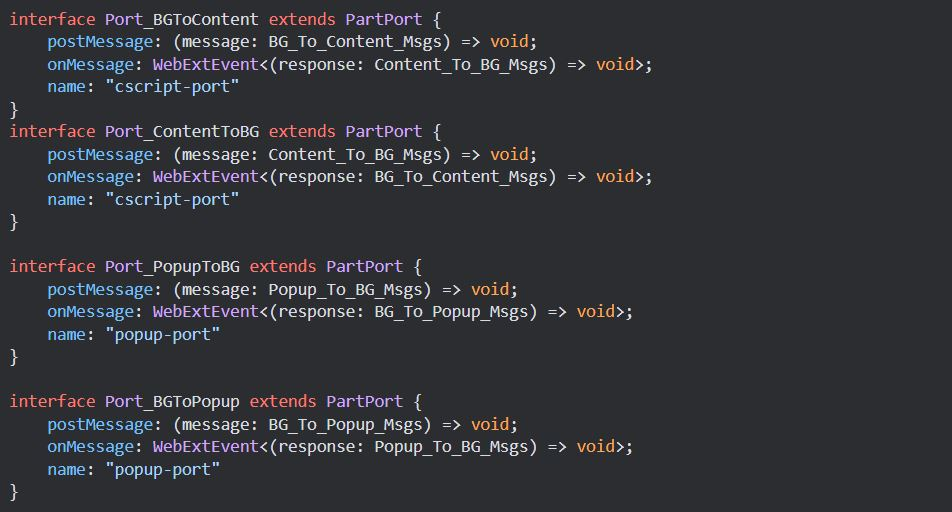 interface Port_BGToContent extends PartPort {
    postMessage: (message: BG_To_Content_Msgs) => void;
    onMessage: WebExtEvent<(response: Content_To_BG_Msgs) => void>;
    name: "cscript-port"
}
interface Port_ContentToBG extends PartPort {
    postMessage: (message: Content_To_BG_Msgs) => void;
    onMessage: WebExtEvent<(response: BG_To_Content_Msgs) => void>;
    name: "cscript-port"
}

interface Port_PopupToBG extends PartPort {
    postMessage: (message: Popup_To_BG_Msgs) => void;
    onMessage: WebExtEvent<(response: BG_To_Popup_Msgs) => void>;
    name: "popup-port"
}

interface Port_BGToPopup extends PartPort {
    postMessage: (message: BG_To_Popup_Msgs) => void;
    onMessage: WebExtEvent<(response: Popup_To_BG_Msgs) => void>;
    name: "popup-port"
}